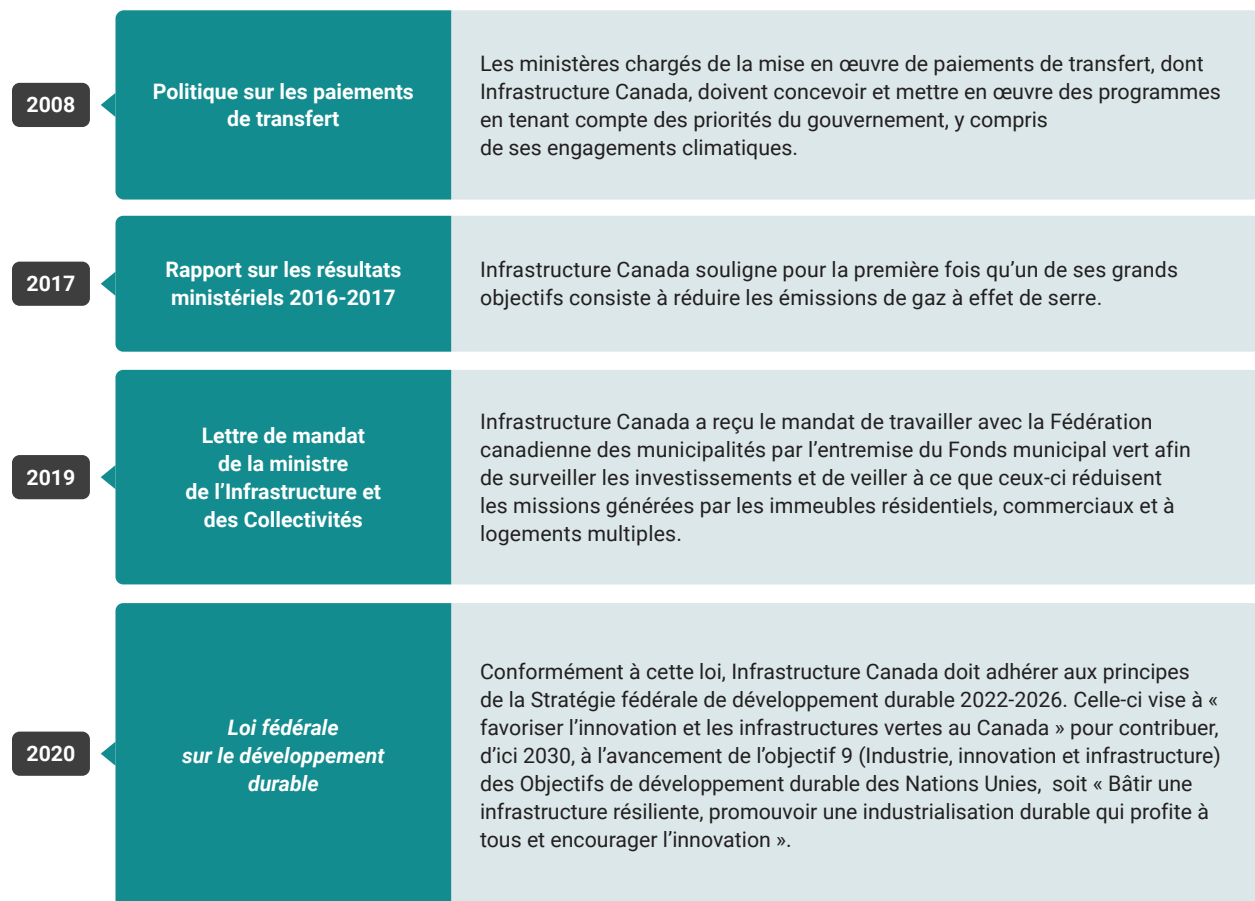 2008
Politique sur les paiements
de transfert
Les ministères chargés de la mise en œuvre de paiements de transfert, dont
Infrastructure Canada, doivent concevoir et mettre en œuvre des programmes
en tenant compte des priorités du gouvernement, y compris
de ses engagements climatiques.
2017
Rapport sur les résultats
ministériels 2016-2017
Infrastructure Canada souligne pour la première fois qu’un de ses grands
objectifs consiste à réduire les émissions de gaz à effet de serre.
2019
Lettre de mandat
de la ministre
de l’Infrastructure et
des Collectivités
Infrastructure Canada a reçu le mandat de travailler avec la Fédération
canadienne des municipalités par l’entremise du Fonds municipal vert afin
de surveiller les investissements et de veiller à ce que ceux-ci réduisent
les missions générées par les immeubles résidentiels, commerciaux et à
logements multiples.
2020
Loi fédérale
sur le développement
durable
Conformément à cette loi, Infrastructure Canada doit adhérer aux principes
de la Stratégie fédérale de développement durable 2022-2026. Celle-ci vise à «
favoriser l’innovation et les infrastructures vertes au Canada » pour contribuer,
d’ici 2030, à l’avancement de l’objectif 9 (Industrie, innovation et infrastructure)
des Objectifs de développement durable des Nations Unies, soit « Bâtir une
infrastructure résiliente, promouvoir une industrialisation durable qui profite à
tous et encourager l’innovation ».